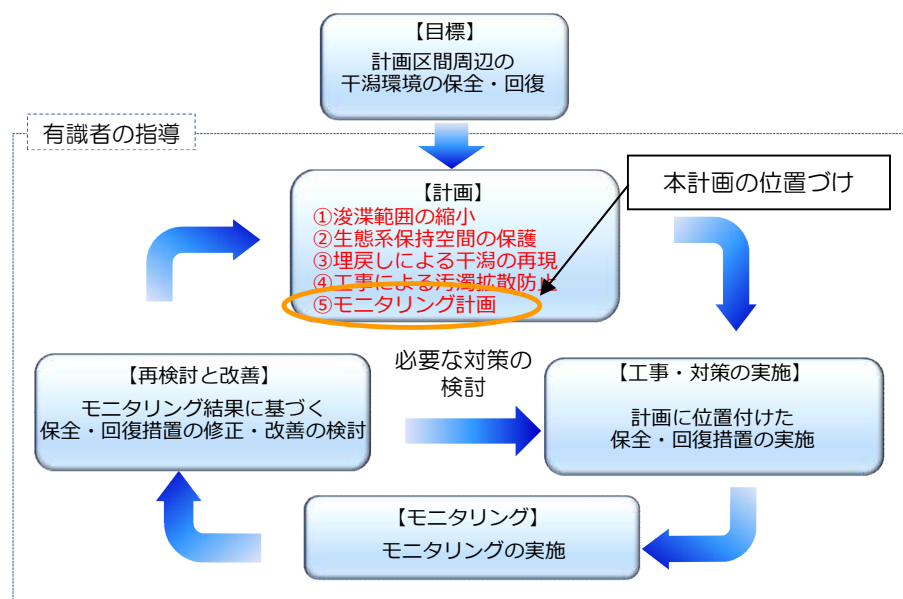 【目標】
計画区間周辺の
干潟環境の保全・回復
有識者の指導
本計画の位置づけ
【計画】
①浚渫範囲の縮小
②生態系保持空間の保護
③埋戻しによる干潟の再現
④工事による汚濁拡散防止
⑤モニタリング計画
必要な対策の
検討
【再検討と改善】
モニタリング結果に基づく
保全・回復措置の修正・改善の検討
【工事・対策の実施】
計画に位置付けた
保全・回復措置の実施
【モニタリング】
モニタリングの実施